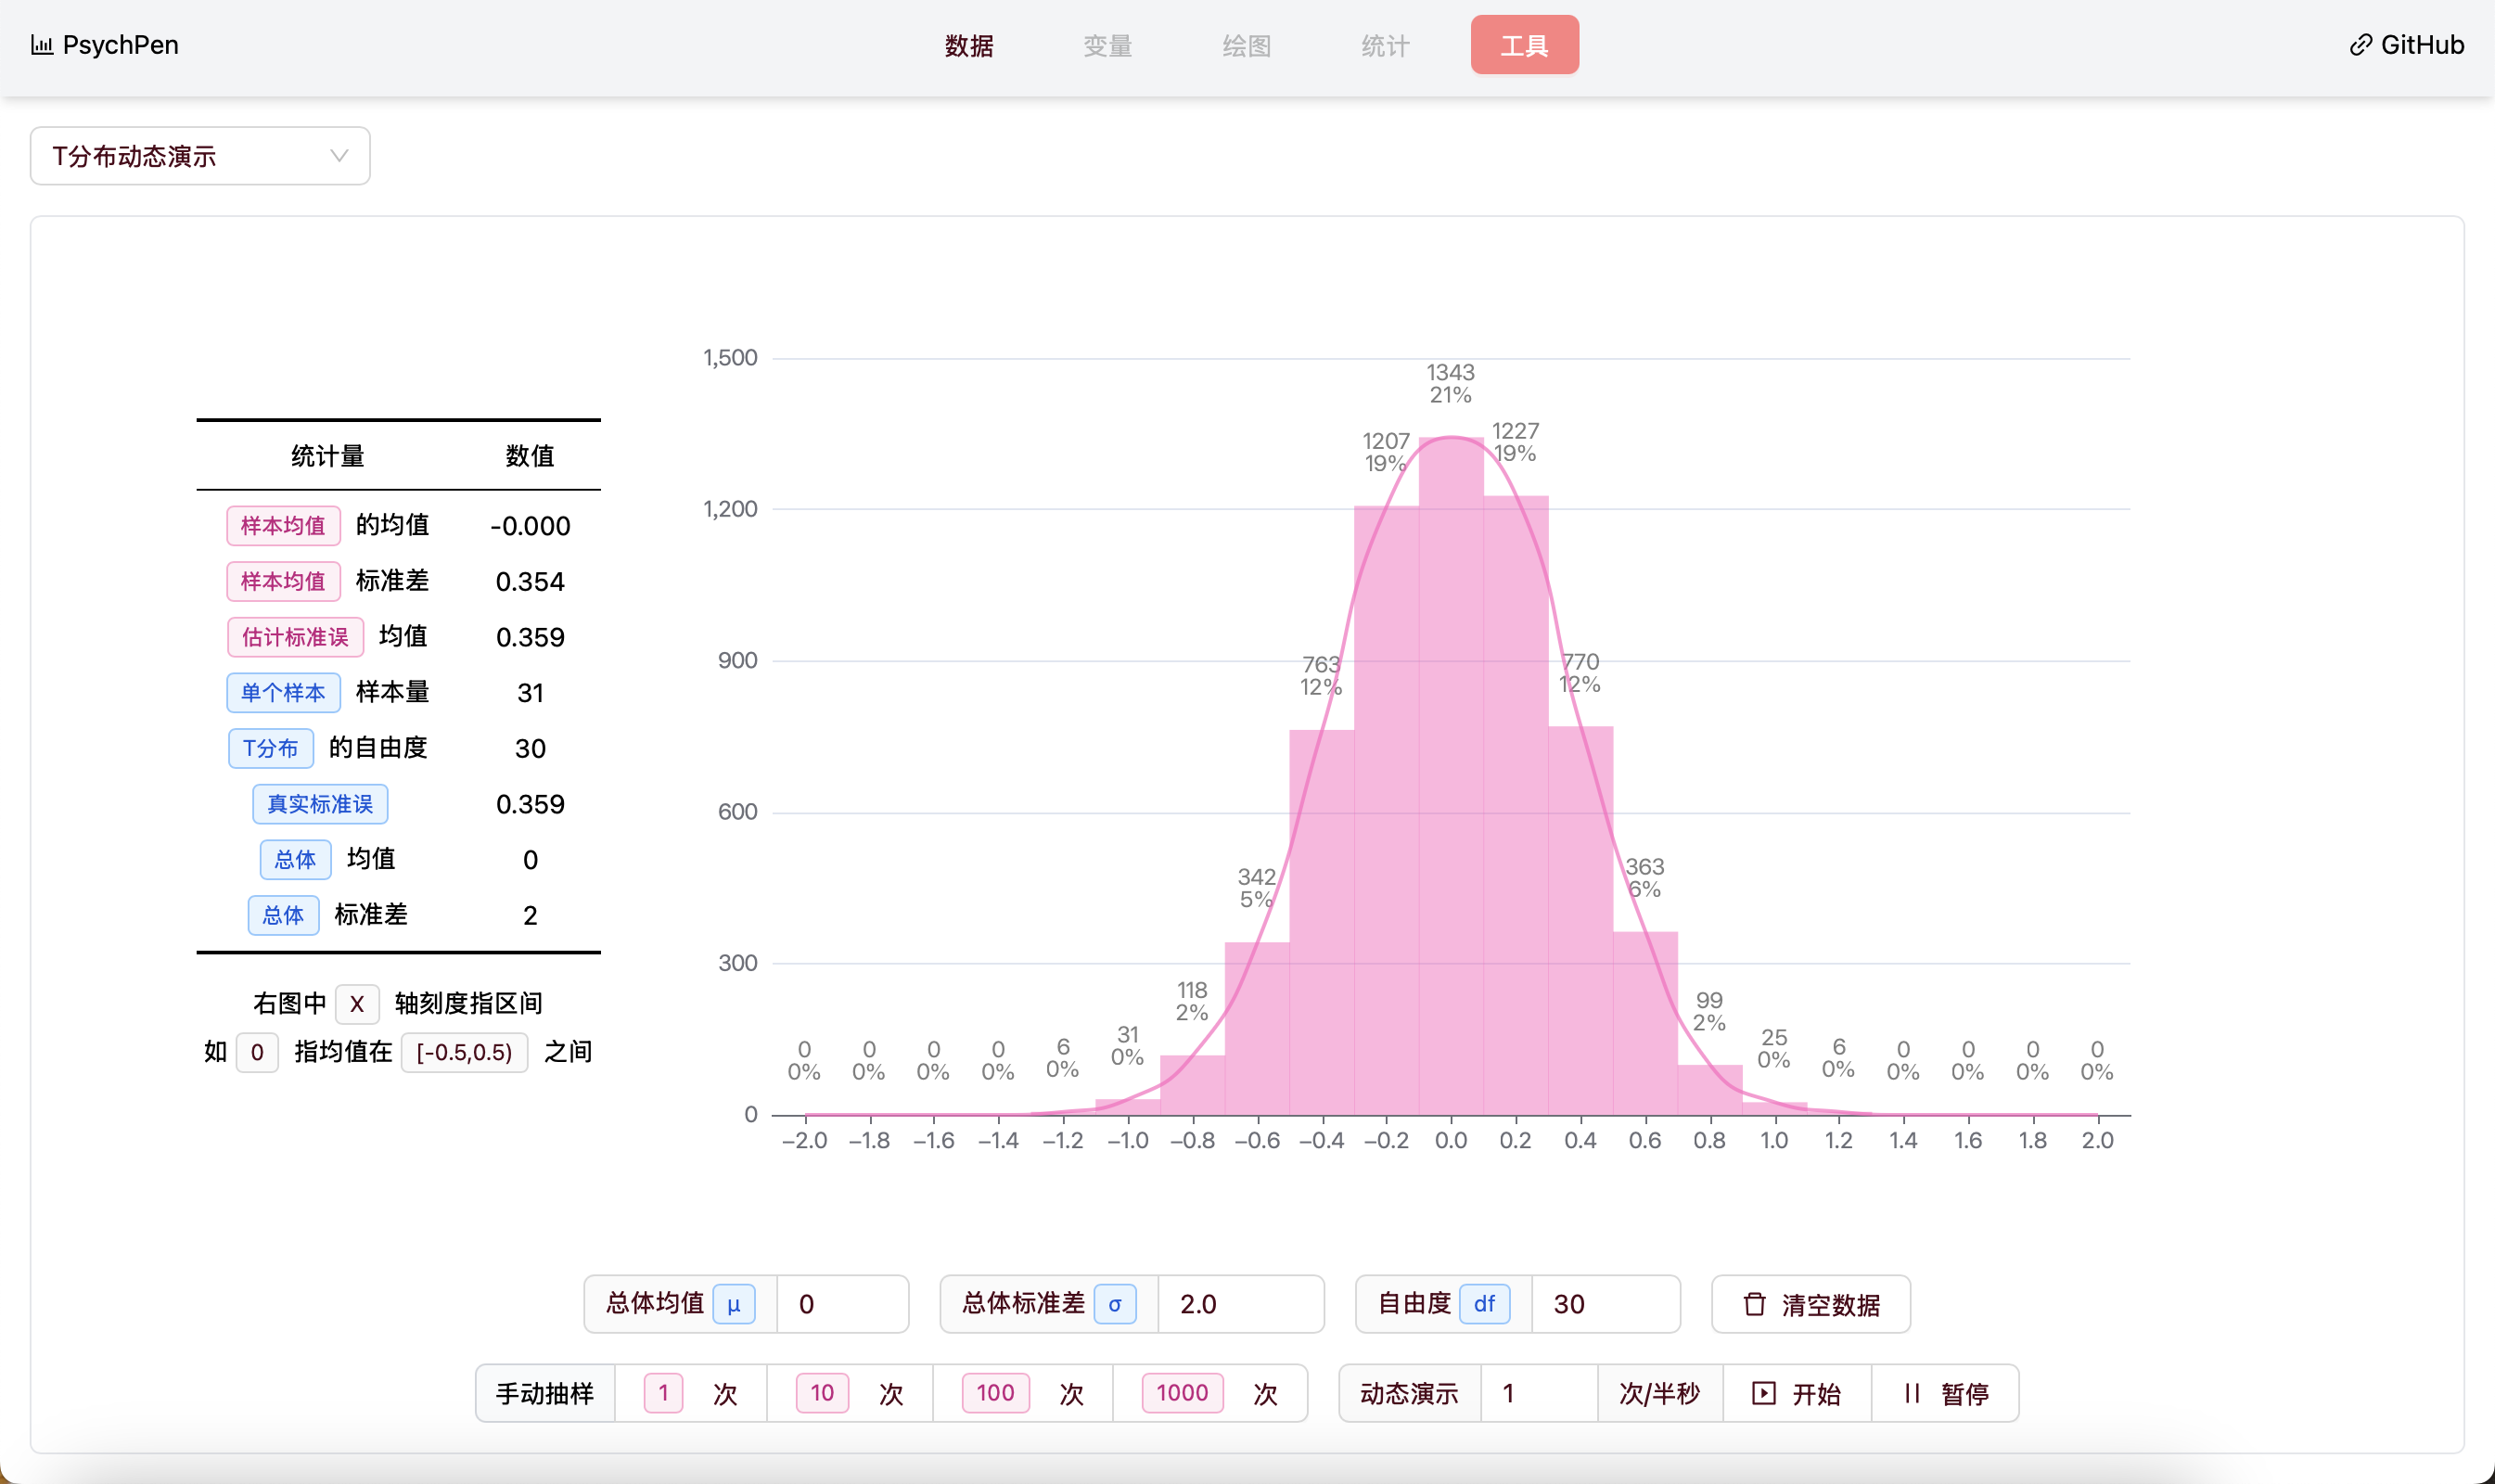 PsychPen
数据 变量 绘图 统计 工具
GitHub
T分布动态演示
统计量 数值
样本均值 的均值 -0.000
样本均值 标准差 0.354
估计标准误 均值 0.359
单个样本 样本量 31
T分布 的自由度 30
真实标准误 0.359
总体 均值 0
总体 标准差 2
右图中 X 轴刻度指区间
如 0 指均值在 [-0.5,0.5) 之间
1,500
1,200
900
600
300
0
0
0%
0
0%
0
0%
0
0%
6
0%
31
0%
118
2%
342
5%
763
12%
1207
19%
1343
21%
1227
19%
770
12%
363
6%
99
2%
25
0%
6
0%
0
0%
0
0%
0
0%
0
0%
–2.0 –1.8 –1.6 –1.4 –1.2 –1.0 –0.8 –0.6 –0.4 –0.2 0.0 0.2 0.4 0.6 0.8 1.0 1.2 1.4 1.6 1.8 2.0
总体均值 μ 0 总体标准差 σ 2.0 自由度 df 30 清空数据
手动抽样 1 次 10 次 100 次 1000 次 动态演示 1 次/半秒 开始 暂停